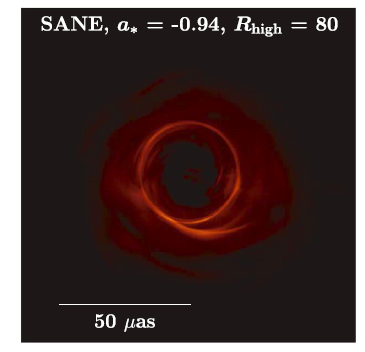 SANE, a* = -0.94, Rhigh = 80
50 μas